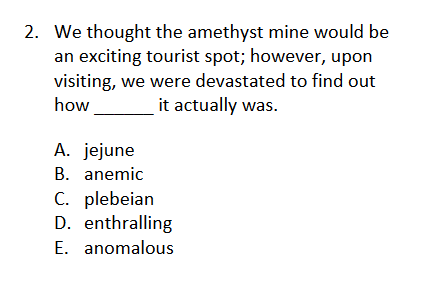 2. We thought the amethyst mine would be
an exciting tourist spot; however, upon
visiting, we were devastated to find out
how ______ it actually was.
A. jejune
B. anemic
C. plebeian
D. enthralling
E. anomalous